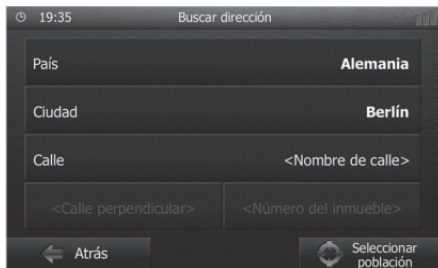 19:35 Buscar dirección
País Alemania
Ciudad Berlín
Calle <Nombre de calle>
<Calle perpendicular> <Número del inmueble>
Atrás
Seleccionar
población